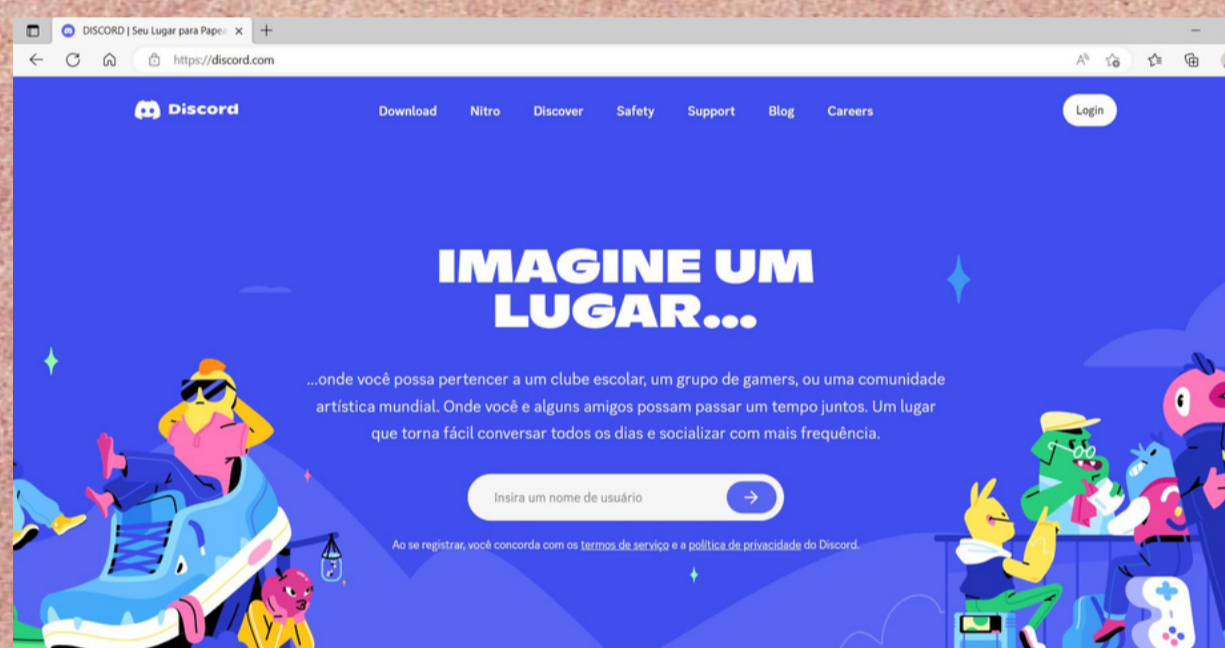 DISCORD | Seu Lugar para Papea
https://discord.com
Discord
Download Nitro Discover Safety Support Blog Careers
Login
IMAGINE UM
LUGAR...
...onde você possa pertencer a um clube escolar, um grupo de gamers, ou uma comunidade
artística mundial. Onde você e alguns amigos possam passar um tempo juntos. Um lugar
que torna fácil conversar todos os dias e socializar com mais frequência.
Insira um nome de usuário
Ao se registrar, você concorda com os termos de serviço e a política de privacidade do Discord.